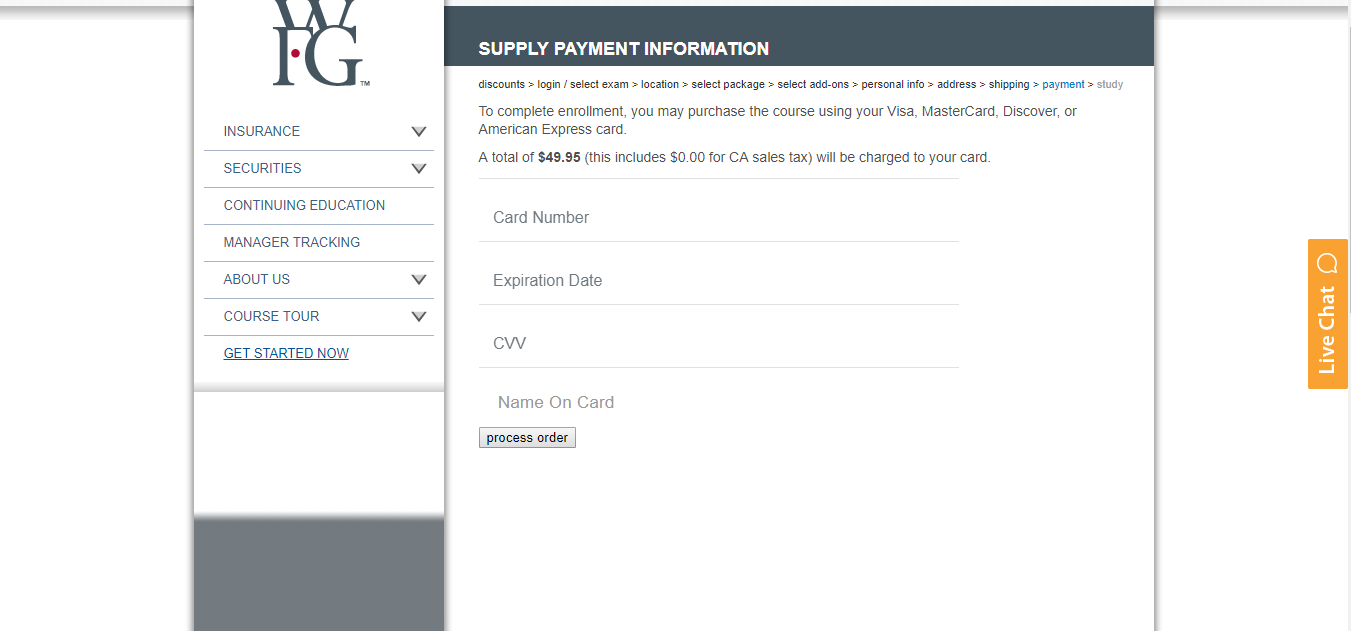 WFG™
INSURANCE
SECURITIES
CONTINUING EDUCATION
MANAGER TRACKING
ABOUT US
COURSE TOUR
GET STARTED NOW
SUPPLY PAYMENT INFORMATION
discounts > login / select exam > location > select package > select add-ons > personal info > address > shipping > payment > study
To complete enrollment, you may purchase the course using your Visa, MasterCard, Discover, or
American Express card.
A total of $49.95 (this includes $0.00 for CA sales tax) will be charged to your card.
Card Number
Expiration Date
CVV
Name On Card
process order
Live Chat